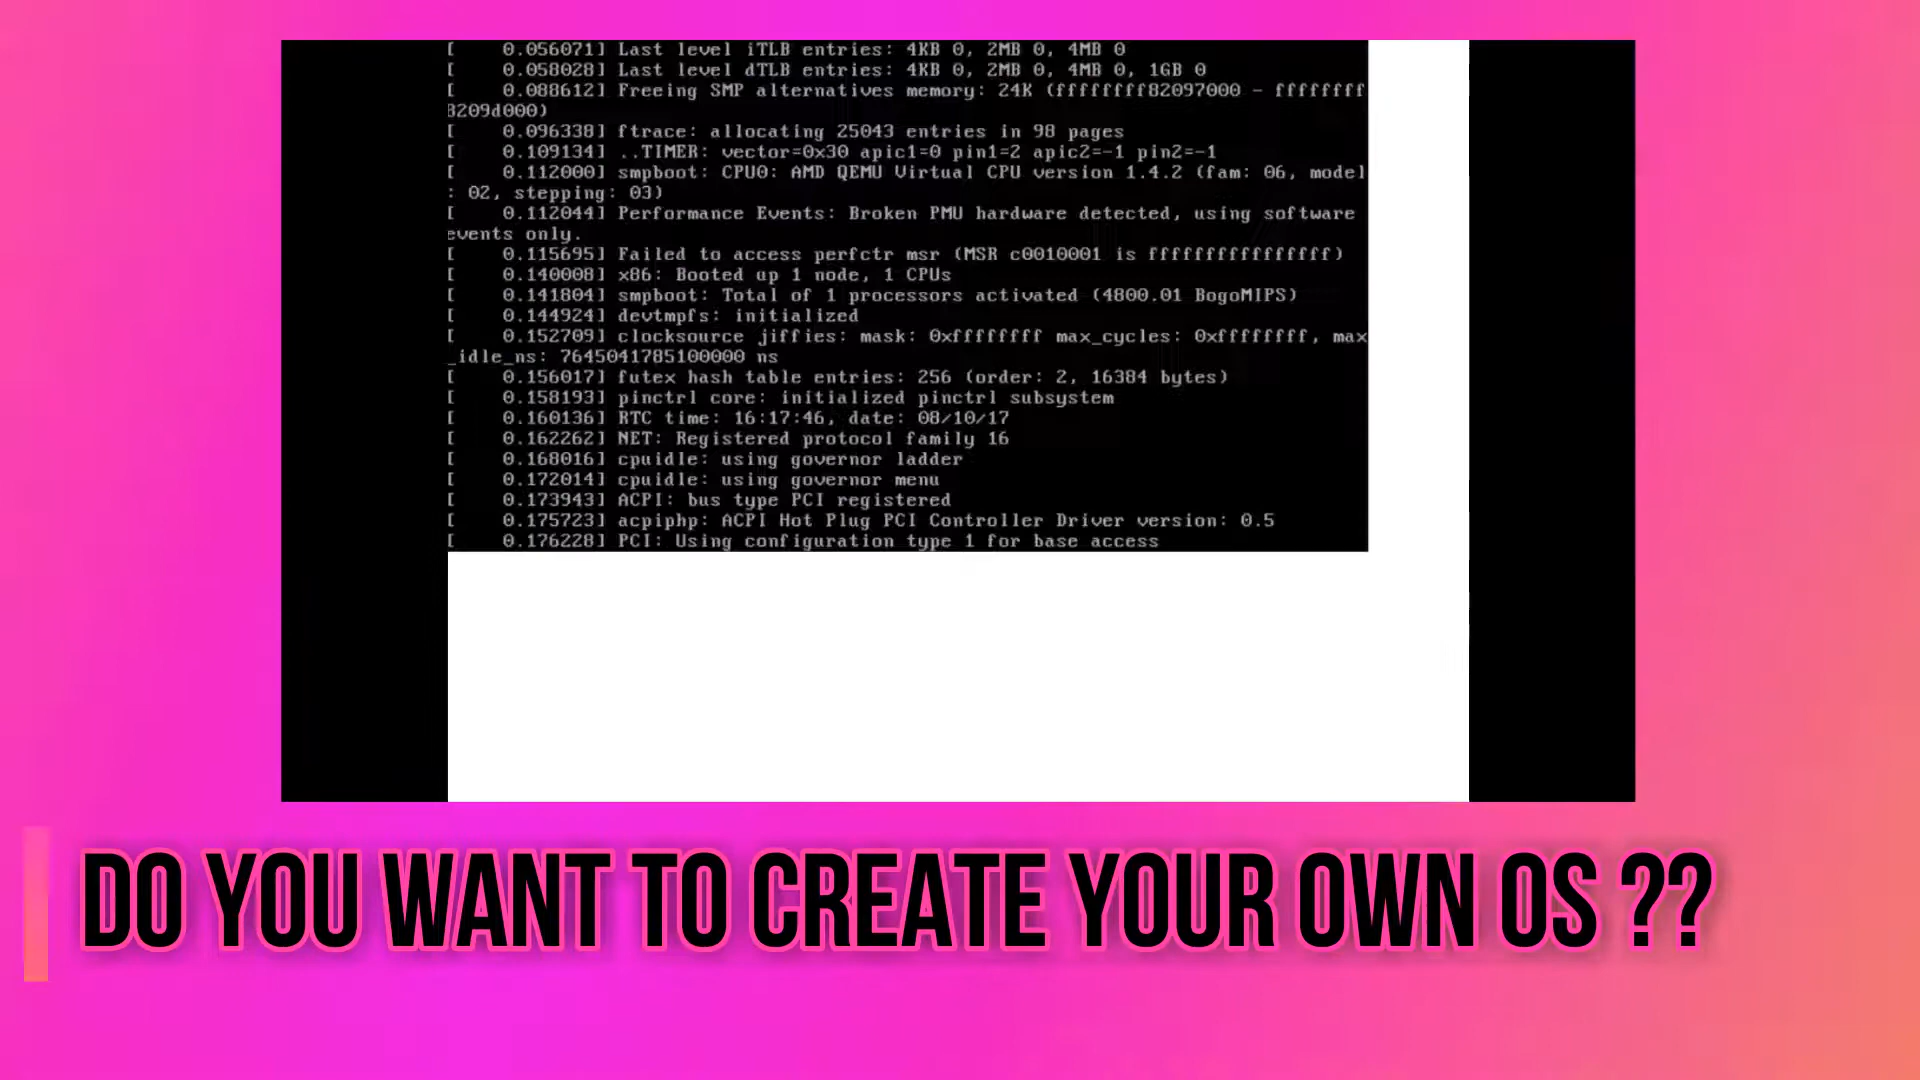 [    0.056071] Last level iTLB entries: 4KB 0, 2MB 0, 4MB 0
[    0.058028] Last level dTLB entries: 4KB 0, 2MB 0, 4MB 0, 1GB 0
[    0.088612] Freeing SMP alternatives memory: 24K (ffffffff82097000 - ffffffff
8209d000)
[    0.096338] ftrace: allocating 25043 entries in 98 pages
[    0.109134] ..TIMER: vector=0x30 apic1=0 pin1=2 apic2=-1 pin2=-1
[    0.112000] smpboot: CPU0: AMD QEMU Virtual CPU version 1.4.2 (fam: 06, model
: 02, stepping: 03)
[    0.112044] Performance Events: Broken PMU hardware detected, using software
events only.
[    0.115695] Failed to access perfctr msr (MSR c0010001 is ffffffffffffffff)
[    0.140008] x86: Booted up 1 node, 1 CPUs
[    0.141804] smpboot: Total of 1 processors activated (4800.01 BogoMIPS)
[    0.144924] devtmpfs: initialized
[    0.152709] clocksource jiffies: mask: 0xffffffff max_cycles: 0xffffffff, max
_idle_ns: 7645041785100000 ns
[    0.156017] futex hash table entries: 256 (order: 2, 16384 bytes)
[    0.158193] pinctrl core: initialized pinctrl subsystem
[    0.160136] RTC time: 16:17:46, date: 08/10/17
[    0.162262] NET: Registered protocol family 16
[    0.168016] cpuidle: using governor ladder
[    0.172014] cpuidle: using governor menu
[    0.173943] ACPI: bus type PCI registered
[    0.175723] acpiphp: ACPI Hot Plug PCI Controller Driver version: 0.5
[    0.176228] PCI: Using configuration type 1 for base access
DO YOU WANT TO CREATE YOUR OWN OS ??